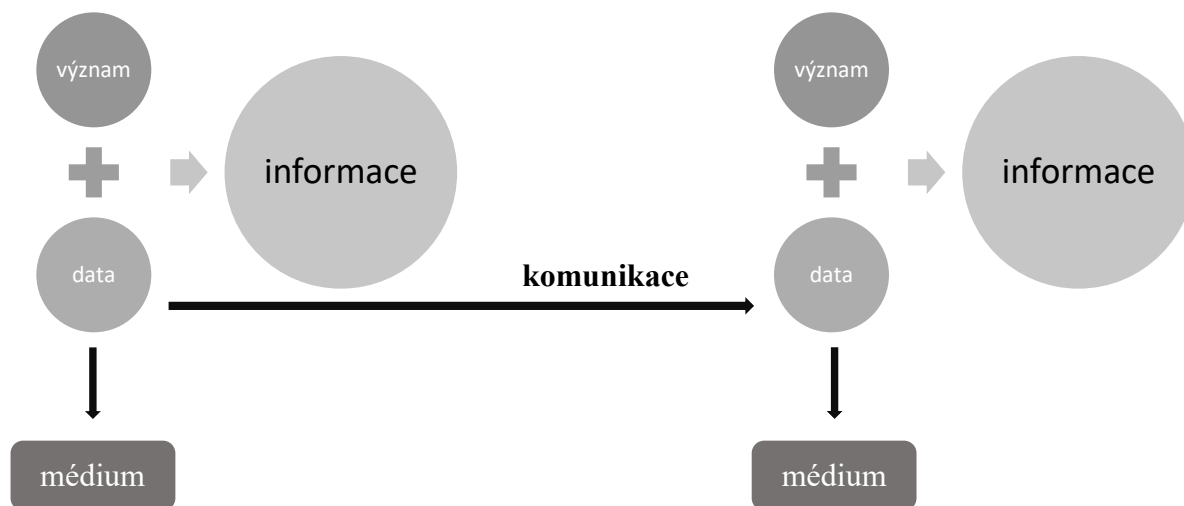 význam
informace
data
médium
komunikace
význam
informace
data
médium